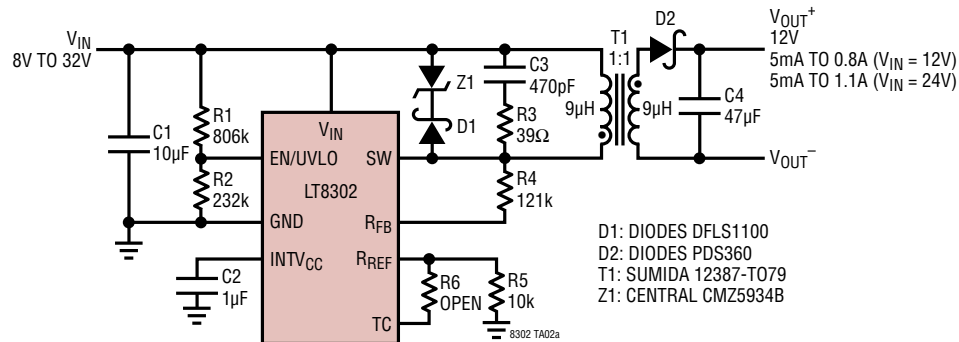 VIN
8V TO 32V
C1
10µF
R1
806k
R2
232k
VIN
EN/UVLO
LT8302
GND
INTVCC
SW
RFB
RREF
TC
C2
1µF
Z1
D1
C3
470pF
R3
39Ω
R4
121k
R6
OPEN
R5
10k
T1
1:1
9µH
9µH
D2
C4
47µF
VOUT+
12V
5mA TO 0.8A (VIN = 12V)
5mA TO 1.1A (VIN = 24V)
VOUT–
D1: DIODES DFLS1100
D2: DIODES PDS360
T1: SUMIDA 12387-TO79
Z1: CENTRAL CMZ5934B
8302 TA02a